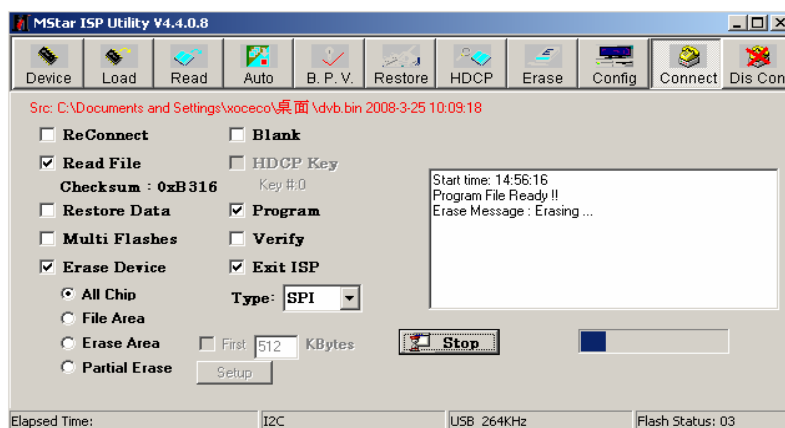 MStar ISP Utility V4.4.0.8
Device Load Read Auto B. P. V. Restore HDCP Erase Config Connect Dis Con
Src: C:\Documents and Settings\xoceco\桌面\dvb.bin 2008-3-25 10:09:18
ReConnect Blank
Read File HDCP Key
Checksum : 0xB316 Key #:0
Restore Data Program
Multi Flashes Verify
Erase Device Exit ISP
All Chip Type: SPI
File Area
Erase Area First 512 KBytes
Partial Erase Setup
Start time: 14:56:16
Program File Ready !!
Erase Message : Erasing ...
Stop
Elapsed Time: I2C USB 264KHz Flash Status: 03